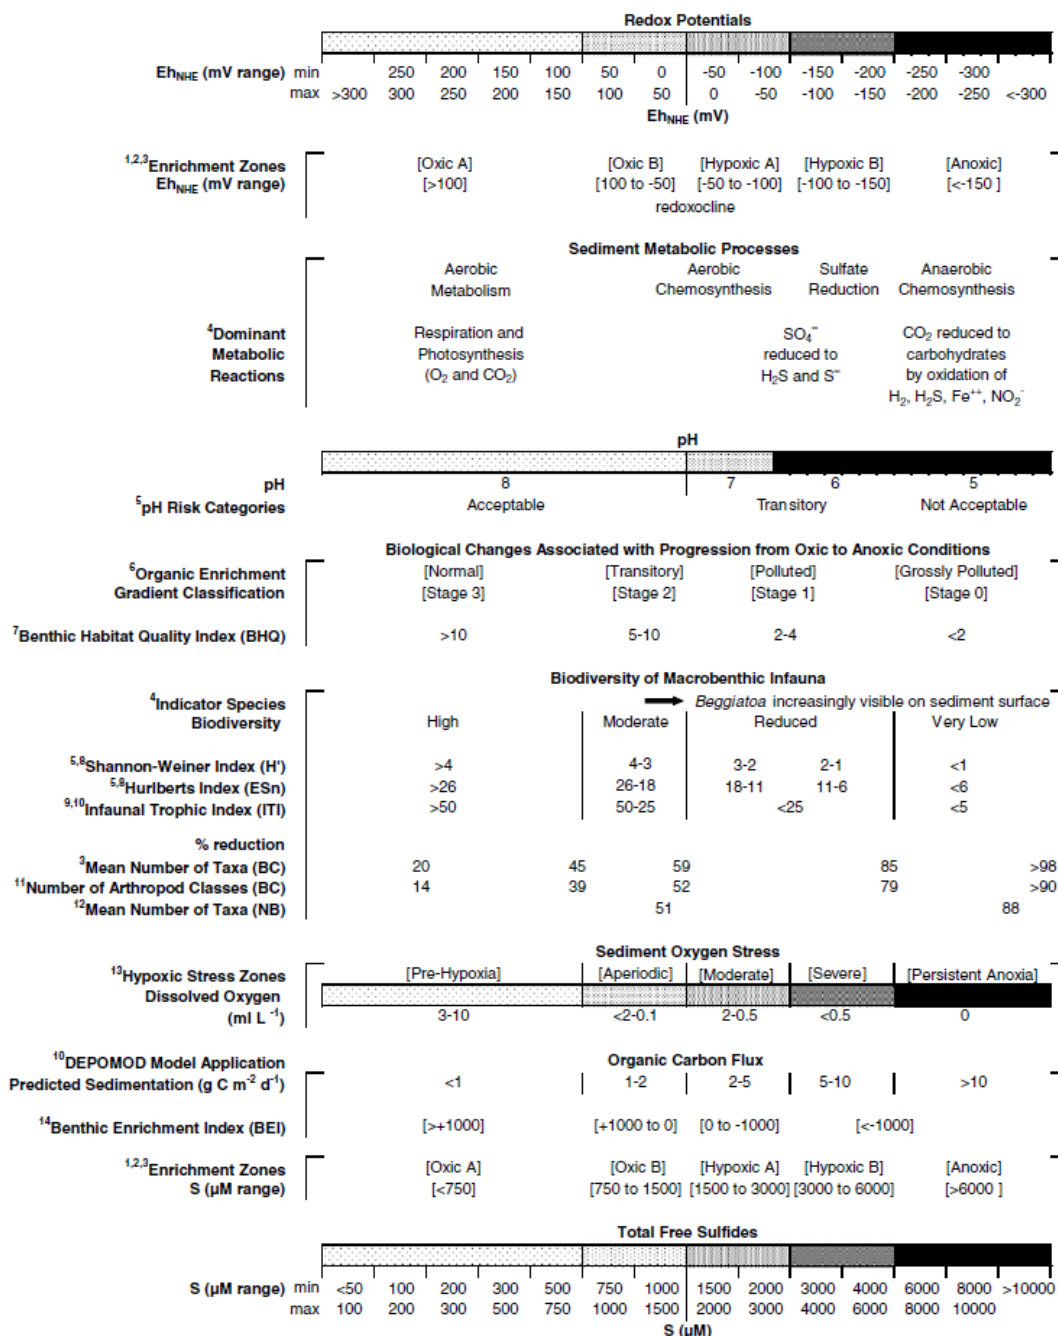 Redox Potentials
Eh_NHE (mV range) min 250 200 150 100 50 0 -50 -100 -150 -200 -250 -300
max >300 300 250 200 150 100 50 0 -50 -100 -150 -200 -250 <-300
Eh_NHE (mV)
1,2,3Enrichment Zones [Oxic A] [Oxic B] [Hypoxic A] [Hypoxic B] [Anoxic]
Eh_NHE (mV range) [>100] [100 to -50] [-50 to -100] [-100 to -150] [<-150 ]
redoxocline
Sediment Metabolic Processes
Aerobic Aerobic Sulfate Anaerobic
Metabolism Chemosynthesis Reduction Chemosynthesis
4Dominant Respiration and SO4= CO2 reduced to
Metabolic Photosynthesis reduced to carbohydrates
Reactions (O2 and CO2) H2S and S= by oxidation of
H2, H2S, Fe++, NO2-
pH
pH 8 7 6 5
5pH Risk Categories Acceptable Transitory Not Acceptable
Biological Changes Associated with Progression from Oxic to Anoxic Conditions
6Organic Enrichment [Normal] [Transitory] [Polluted] [Grossly Polluted]
Gradient Classification [Stage 3] [Stage 2] [Stage 1] [Stage 0]
7Benthic Habitat Quality Index (BHQ) >10 5-10 2-4 <2
Biodiversity of Macrobenthic Infauna
4Indicator Species → Beggiatoa increasingly visible on sediment surface
Biodiversity High Moderate Reduced Very Low
5,8Shannon-Weiner Index (H') >4 4-3 3-2 2-1 <1
5,8Hurlberts Index (ESn) >26 26-18 18-11 11-6 <6
9,10Infaunal Trophic Index (ITI) >50 50-25 <25 <5
% reduction
3Mean Number of Taxa (BC) 20 45 59 85 >98
11Number of Arthropod Classes (BC) 14 39 52 79 >90
12Mean Number of Taxa (NB) 51 88
Sediment Oxygen Stress
13Hypoxic Stress Zones [Pre-Hypoxia] [Aperiodic] [Moderate] [Severe] [Persistent Anoxia]
Dissolved Oxygen
(ml L -1) 3-10 <2-0.1 2-0.5 <0.5 0
10DEPOMOD Model Application Organic Carbon Flux
Predicted Sedimentation (g C m-2 d-1) <1 1-2 2-5 5-10 >10
14Benthic Enrichment Index (BEI) [>+1000] [+1000 to 0] [0 to -1000] [<-1000]
1,2,3Enrichment Zones [Oxic A] [Oxic B] [Hypoxic A] [Hypoxic B] [Anoxic]
S (µM range) [<750] [750 to 1500] [1500 to 3000] [3000 to 6000] [>6000 ]
Total Free Sulfides
S (µM range) min <50 100 200 300 500 750 1000 1500 2000 3000 4000 6000 8000 >10000
max 100 200 300 500 750 1000 1500 2000 3000 4000 6000 8000 10000
S (µM)